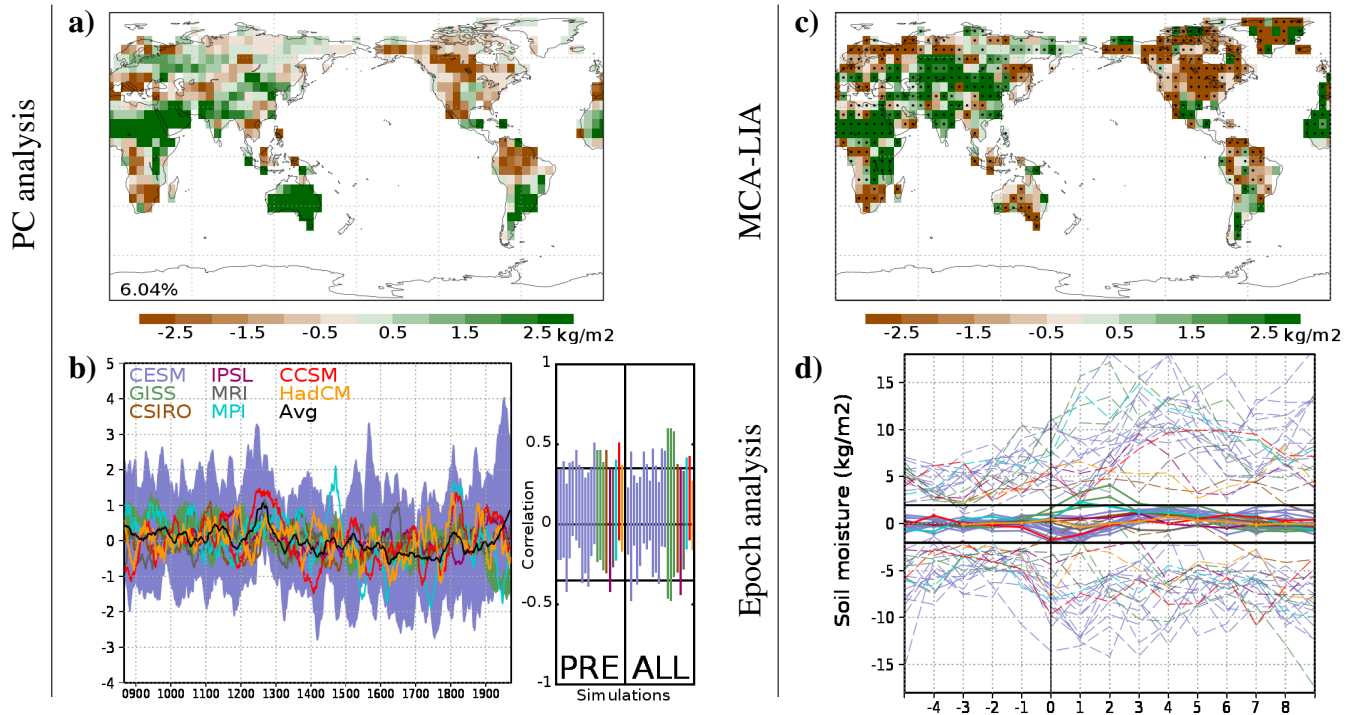 PC analysis
a)
6.04%
-2.5 -1.5 -0.5 0.5 1.5 2.5 kg/m2
b)
5
4
3
2
1
0
-1
-2
-3
-4
CESM IPSL CCSM
GISS MRI HadCM
CSIRO MPI Avg
0900 1000 1100 1200 1300 1400 1500 1600 1700 1800 1900
1
0.5
0
-0.5
-1
Correlation
PRE ALL
Simulations
MCA-LIA
c)
-2.5 -1.5 -0.5 0.5 1.5 2.5 kg/m2
Epoch analysis
d)
Soil moisture (kg/m2)
15
10
5
0
-5
-10
-15
-4 -3 -2 -1 0 1 2 3 4 5 6 7 8